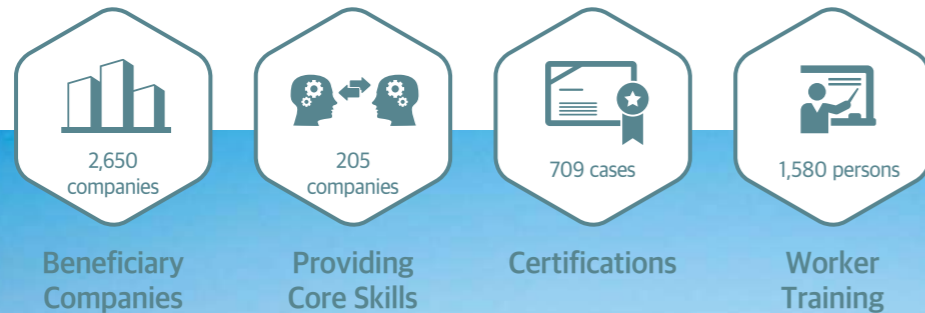 2,650
companies
Beneficiary
Companies
205
companies
Providing
Core Skills
709 cases
Certifications
1,580 persons
Worker
Training